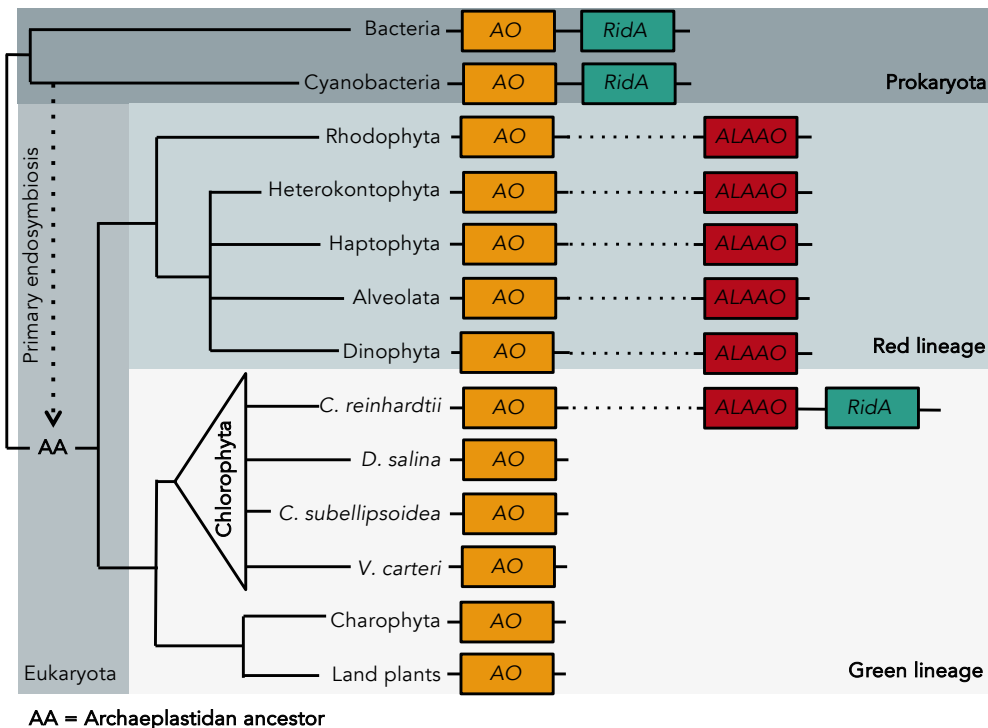 Bacteria AO RidA
Cyanobacteria AO RidA
Prokaryota
Primary endosymbiosis
Rhodophyta AO ALAAO
Heterokontophyta AO ALAAO
Haptophyta AO ALAAO
Alveolata AO ALAAO
Dinophyta AO ALAAO
Red lineage
AA
Chlorophyta
C. reinhardtii AO ALAAO RidA
D. salina AO
C. subellipsoidea AO
V. carteri AO
Charophyta AO
Land plants AO
Green lineage
Eukaryota
AA = Archaeplastidan ancestor